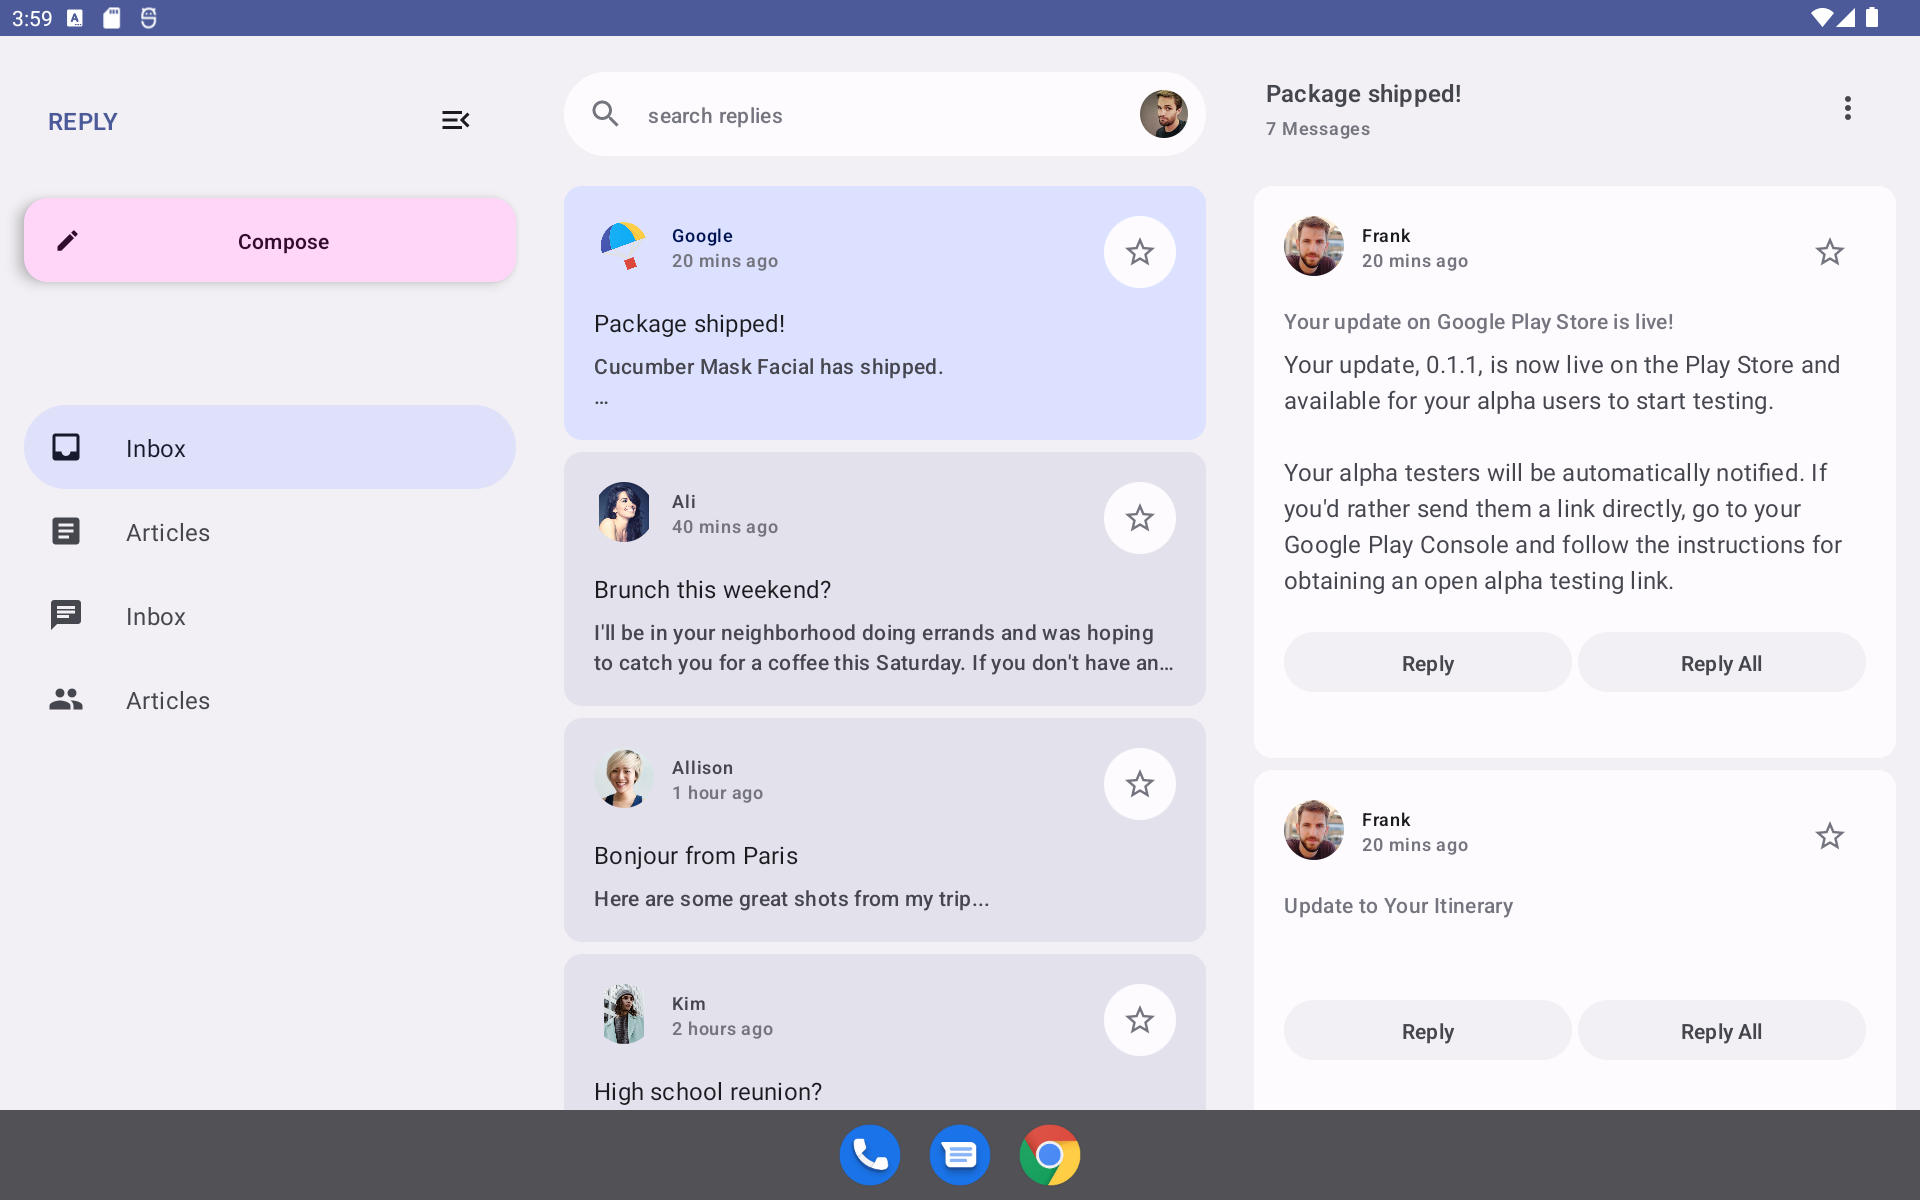 3:59
REPLY
Compose
Inbox
Articles
Inbox
Articles
search replies
Google
20 mins ago
Package shipped!
Cucumber Mask Facial has shipped.
...
Ali
40 mins ago
Brunch this weekend?
I'll be in your neighborhood doing errands and was hoping
to catch you for a coffee this Saturday. If you don't have an...
Allison
1 hour ago
Bonjour from Paris
Here are some great shots from my trip...
Kim
2 hours ago
High school reunion?
Package shipped!
7 Messages
Frank
20 mins ago
Your update on Google Play Store is live!
Your update, 0.1.1, is now live on the Play Store and
available for your alpha users to start testing.
Your alpha testers will be automatically notified. If
you'd rather send them a link directly, go to your
Google Play Console and follow the instructions for
obtaining an open alpha testing link.
Reply
Reply All
Frank
20 mins ago
Update to Your Itinerary
Reply
Reply All